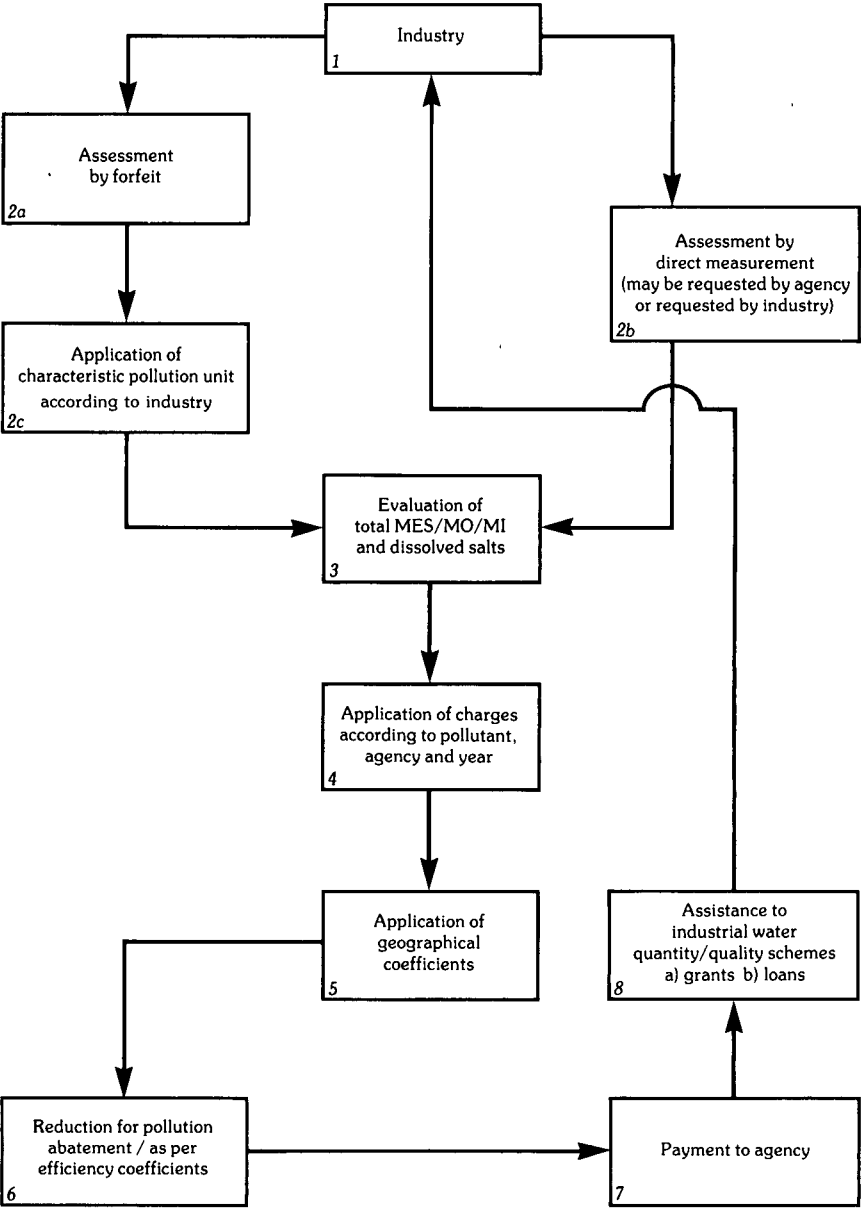 Industry
1
Assessment
by forfeit
2a
Assessment by
direct measurement
(may be requested by agency
or requested by industry)
2b
Application of
characteristic pollution unit
according to industry
2c
Evaluation of
total MES/MO/MI
and dissolved salts
3
Application of charges
according to pollutant,
agency and year
4
Application of
geographical
coefficients
5
Assistance to
industrial water
quantity/quality schemes
a) grants b) loans
8
Reduction for pollution
abatement / as per
efficiency coefficients
6
Payment to agency
7